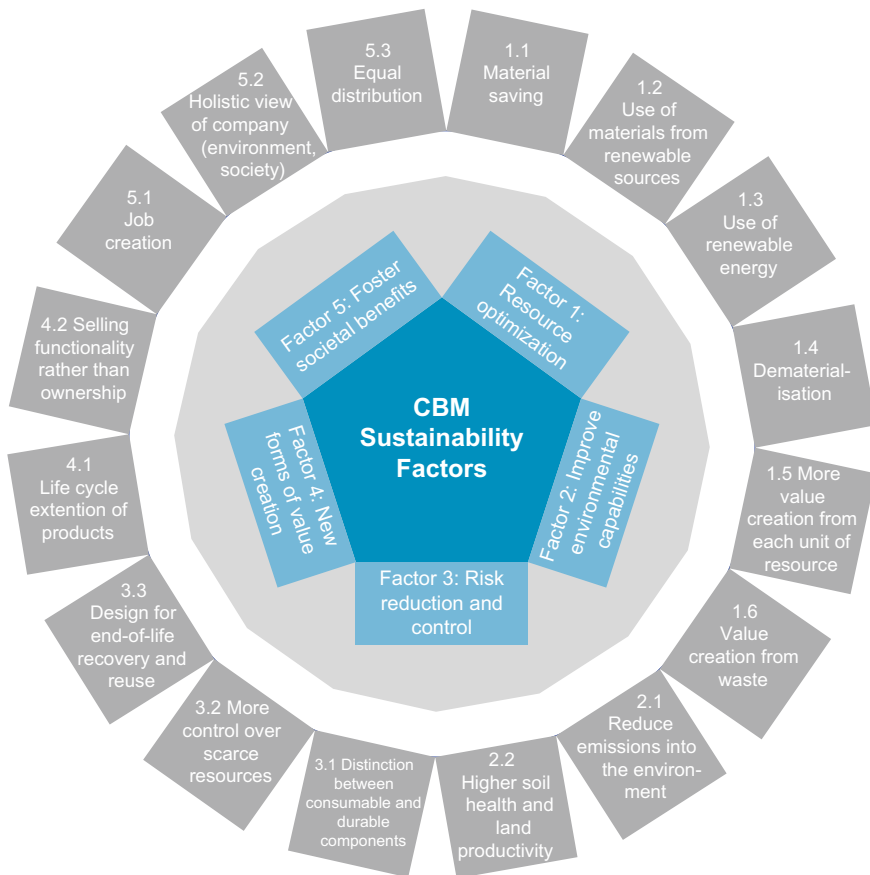 CBM
Sustainability
Factors
Factor 1:
Resource
optimization
Factor 2: Improve
environmental
capabilities
Factor 3: Risk
reduction and
control
Factor 4: New
forms of value
creation
Factor 5: Foster
societal benefits
1.1
Material
saving
1.2
Use of
materials from
renewable
sources
1.3
Use of
renewable
energy
1.4
Dematerial-
isation
1.5 More
value
creation from
each unit of
resource
1.6
Value
creation from
waste
2.1
Reduce
emissions into
the environ-
ment
2.2
Higher soil
health and
land
productivity
3.1 Distinction
between
consumable and
durable
components
3.2 More
control over
scarce
resources
3.3
Design for
end-of-life
recovery and
reuse
4.1
Life cycle
extention of
products
4.2 Selling
functionality
rather than
ownership
5.1
Job
creation
5.2
Holistic view
of company
(environment,
society)
5.3
Equal
distribution